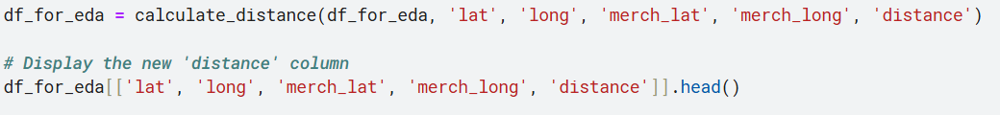 df_for_eda = calculate_distance(df_for_eda, 'lat', 'long', 'merch_lat', 'merch_long', 'distance')
# Display the new 'distance' column
df_for_eda[['lat', 'long', 'merch_lat', 'merch_long', 'distance']].head()